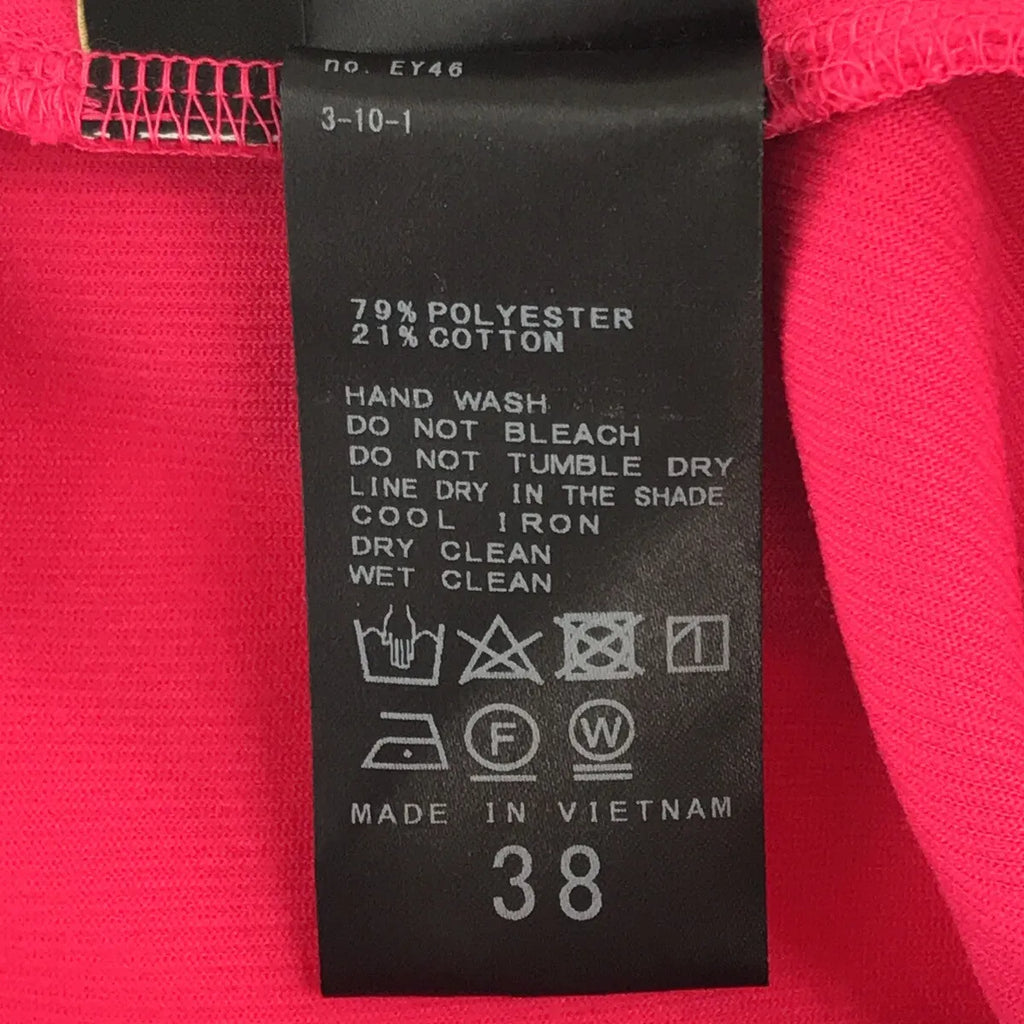 no. EY46
3-10-1
79% POLYESTER
21% COTTON
HAND WASH
DO NOT BLEACH
DO NOT TUMBLE DRY
LINE DRY IN THE SHADE
COOL IRON
DRY CLEAN
WET CLEAN
F W
MADE IN VIETNAM
38